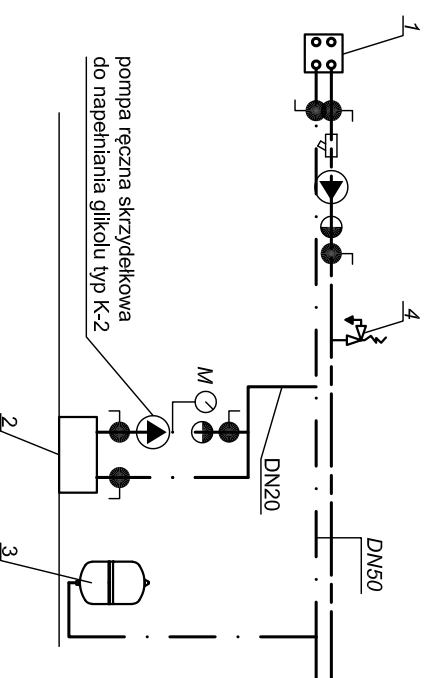 1
4
pompa ręczna skrzydełkowa
do napełniania glikolu typ K-2
M
DN20
DN50
2
3